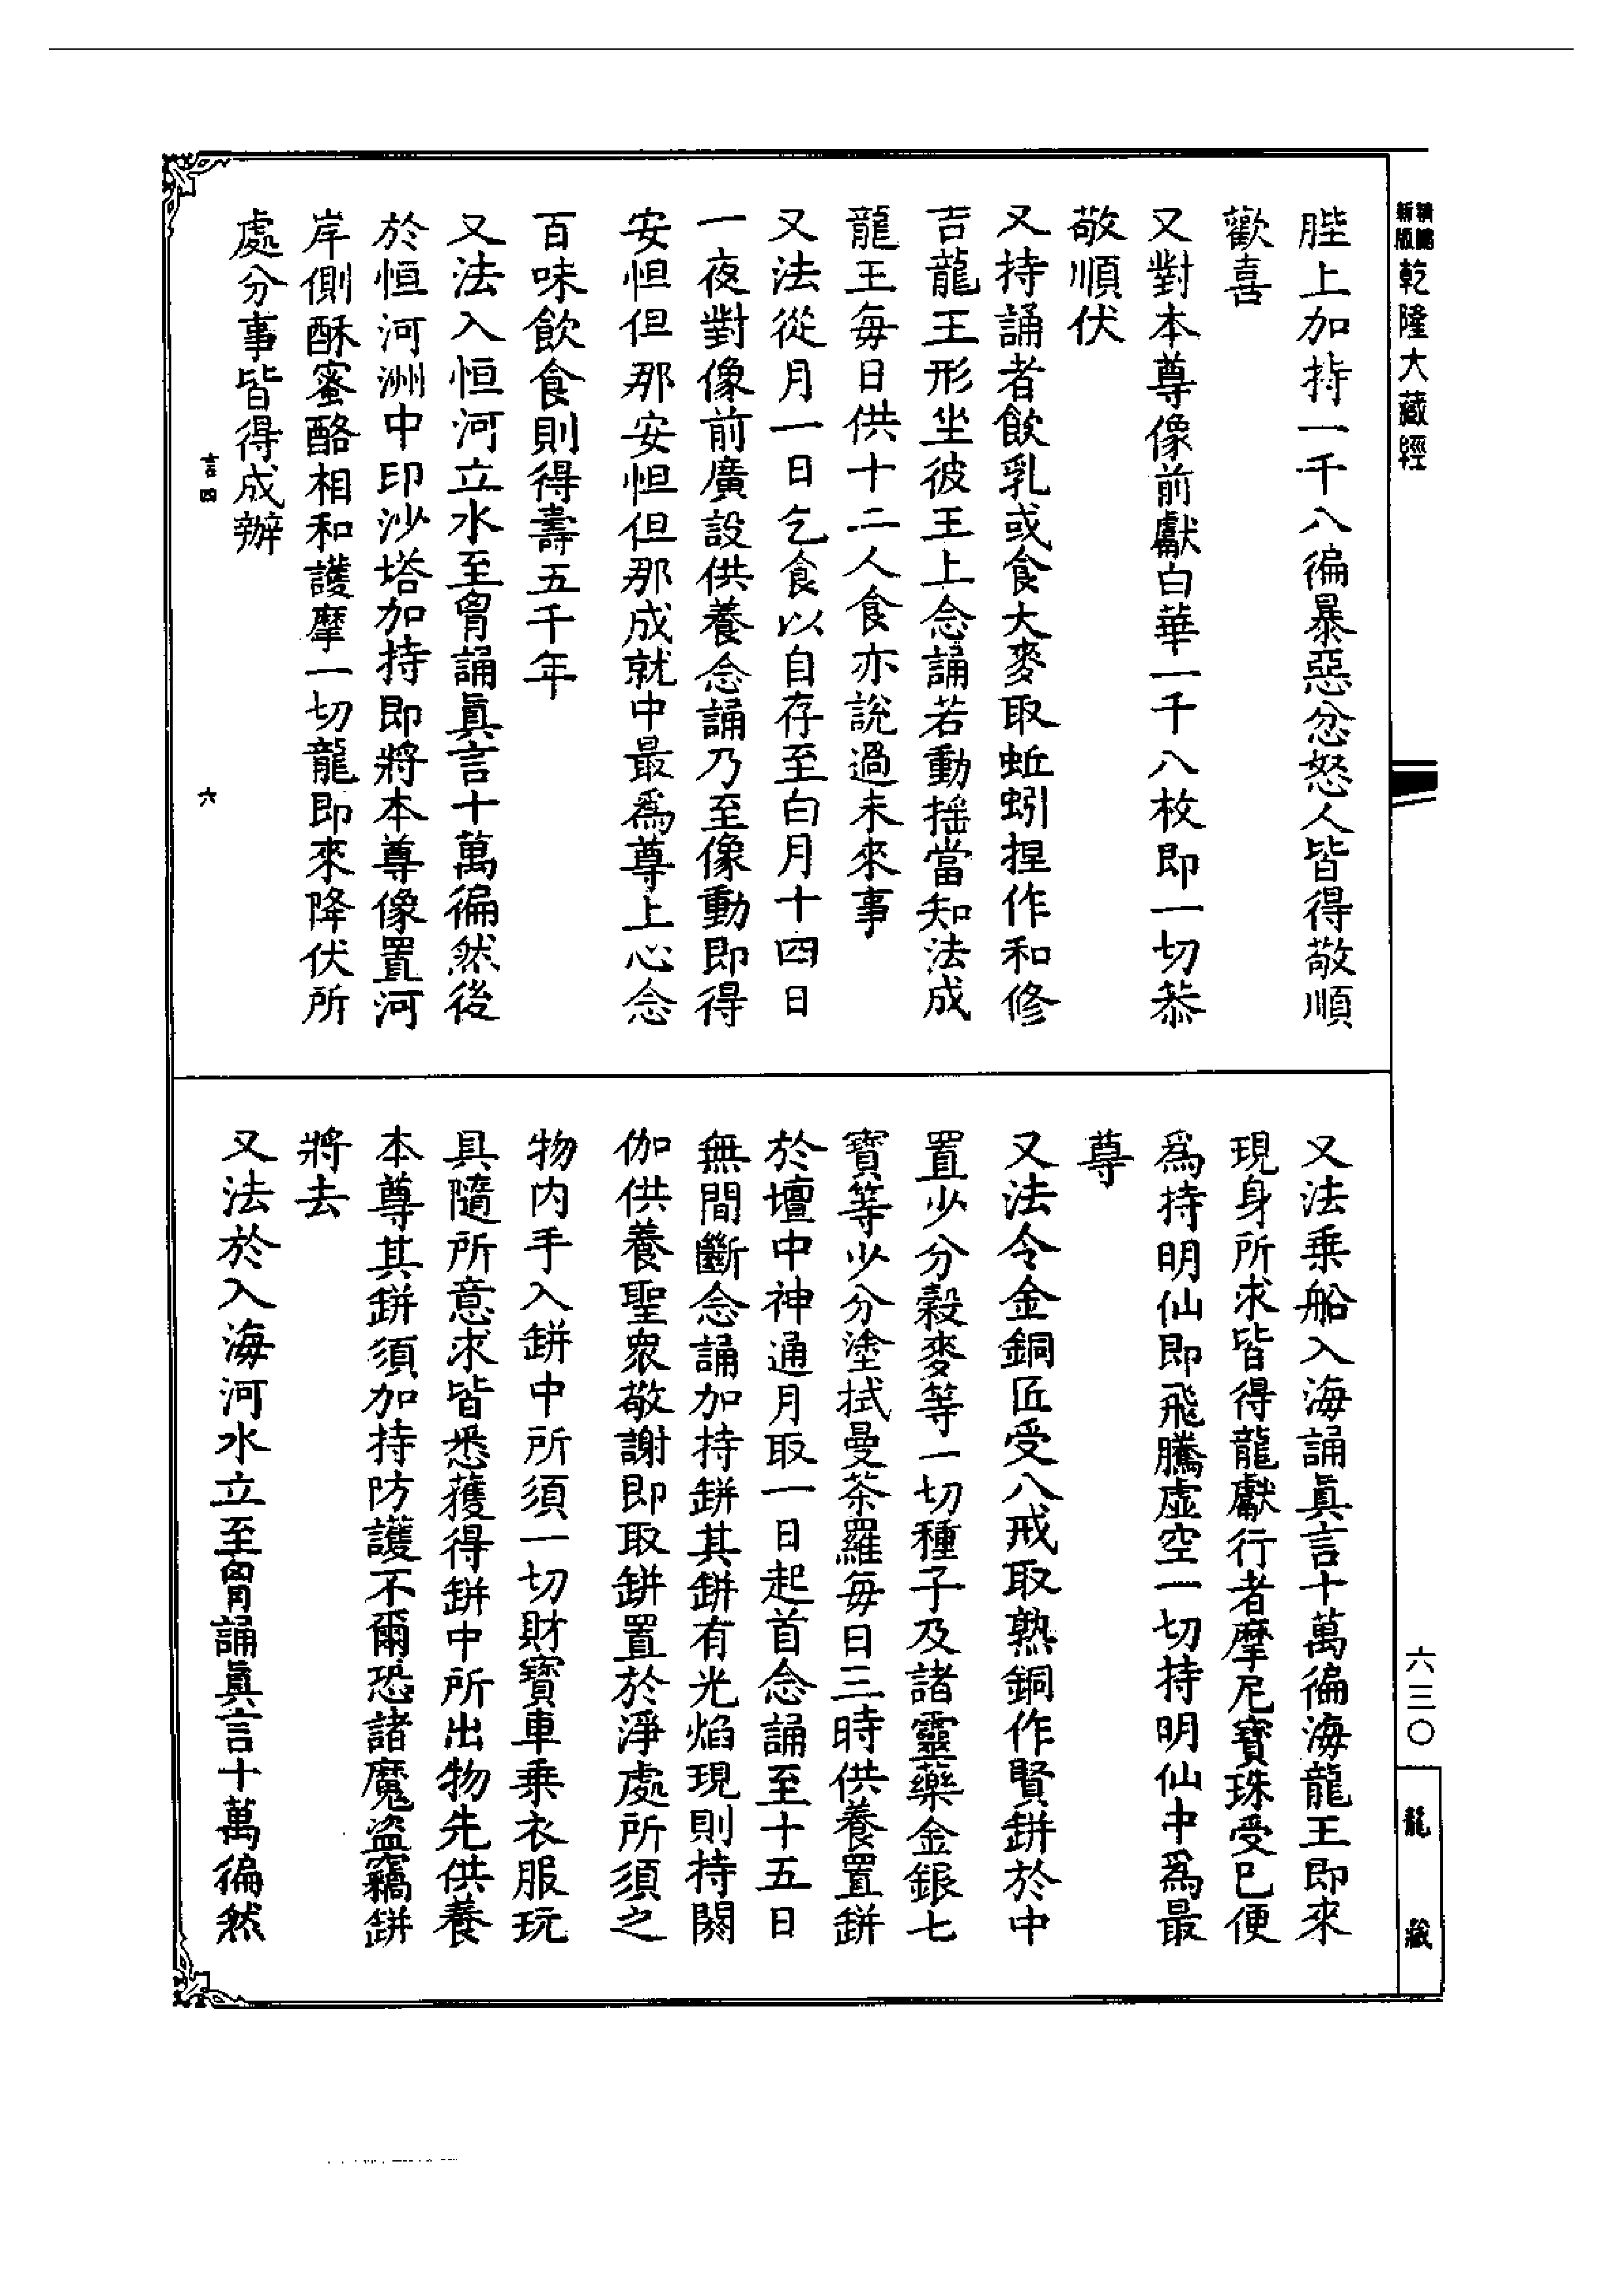 新版
精體
乾隆大藏經
䏶上加持一千八徧暴惡忿怒人皆得敬順
歡喜
又對本尊像前獻白華一千八枚即一切恭
敬順伏
又持誦者飲乳或食大麥取蚯蚓捏作和修
吉龍王形坐彼王上念誦若動搖當知法成
龍王每日供十二人食亦說過未來事
又法從月一日乞食以自存至白月十四日
一夜對像前廣設供養念誦乃至像動即得
安怛但那安怛但那成就中最爲尊上心念
百味飲食則得壽五千年
又法入恒河立水至胷誦眞言十萬徧然後
於恒河洲中印沙塔加持即將本尊像置河
岸側酥蜜酪相和護摩一切龍即來降伏所
處分事皆得成辦
言四
六
又法乘船入海誦眞言十萬徧海龍王即來
現身所求皆得龍獻行者摩尼寶珠受已便
爲持明仙即飛騰虛空一切持明仙中爲最
尊
又法令金銅匠受八戒取熟銅作賢缾於中
置少分穀麥等一切種子及諸靈藥金銀七
寶等少分塗拭曼荼羅每日三時供養置缾
於壇中神通月取一日起首念誦至十五日
無間斷念誦加持缾其缾有光焰現則持閼
伽供養聖衆敬謝即取缾置於淨處所須之
物内手入缾中所須一切財寶車乘衣服玩
具隨所意求皆悉獲得缾中所出物先供養
本尊其缾須加持防護不爾恐諸魔盜竊缾
將去
又法於入海河水立至胷誦眞言十萬徧然
六三〇
龍藏